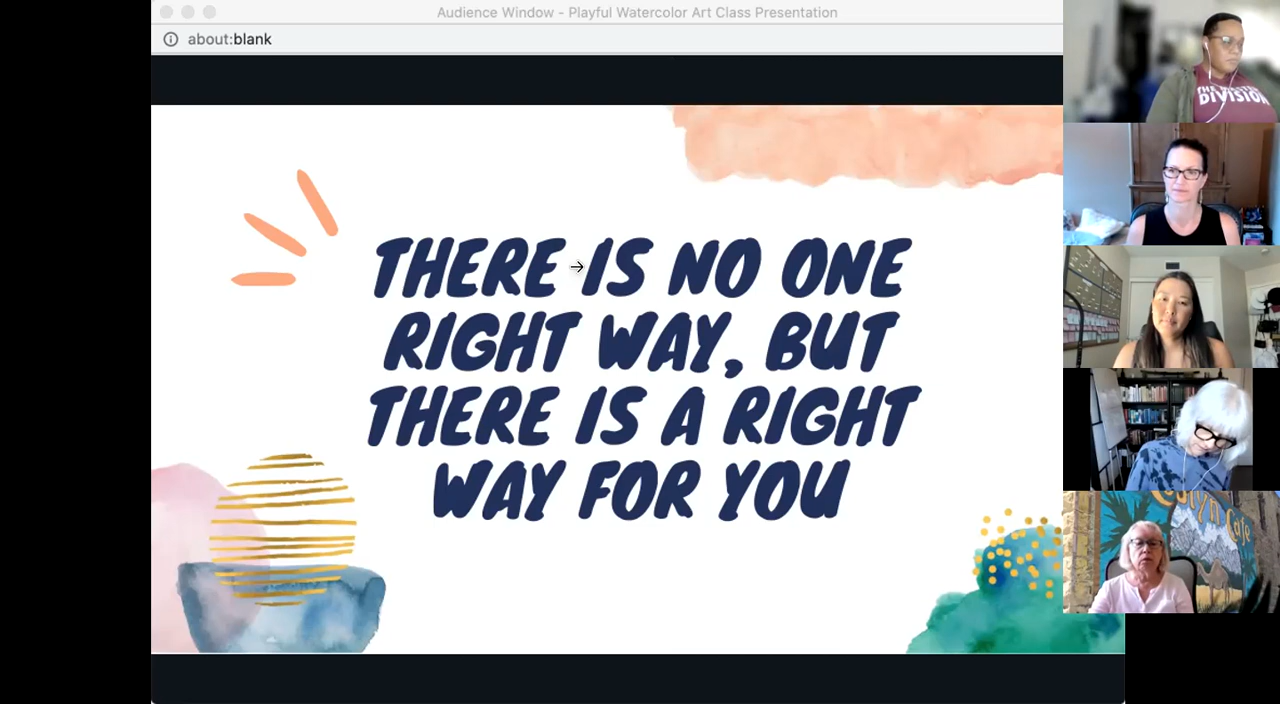 Audience Window - Playful Watercolor Art Class Presentation
about:blank
THERE IS NO ONE
RIGHT WAY, BUT
THERE IS A RIGHT
WAY FOR YOU
DIVISION
Cafe